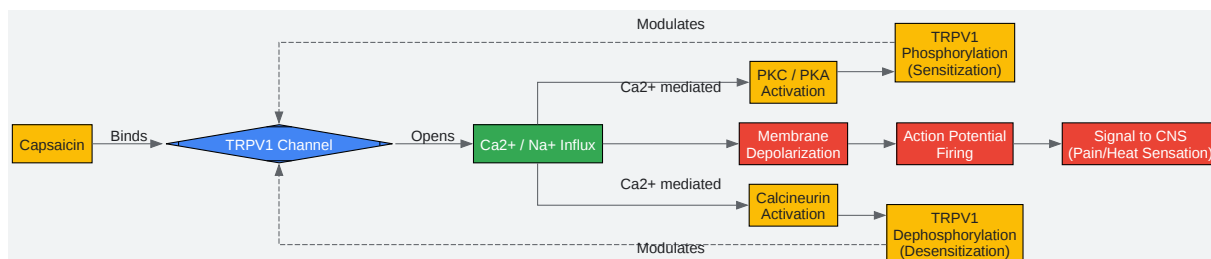 Modulates
TRPV1
Phosphorylation
(Sensitization)
PKC / PKA
Activation
Ca2+ mediated
Capsaicin
Binds
TRPV1 Channel
Opens
Ca2+ / Na+ Influx
Membrane
Depolarization
Action Potential
Firing
Signal to CNS
(Pain/Heat Sensation)
Ca2+ mediated
Calcineurin
Activation
TRPV1
Dephosphorylation
(Desensitization)
Modulates